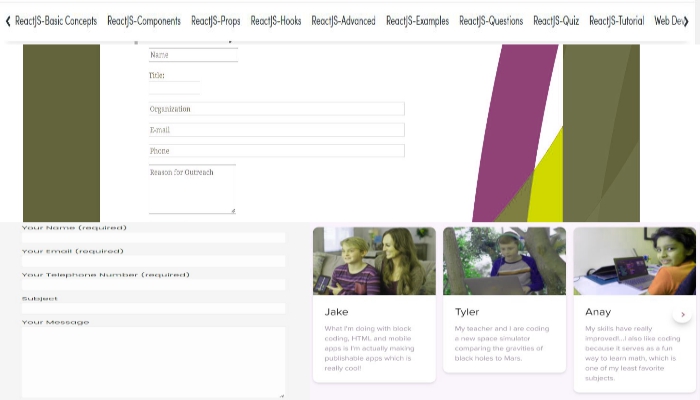 ReactJS-Basic Concepts ReactJS-Components ReactJS-Props ReactJS-Hooks ReactJS-Advanced ReactJS-Examples ReactJS-Questions ReactJS-Quiz ReactJS-Tutorial Web Dev
Name
Title:
Organization
E-mail
Phone
Reason for Outreach
Your Name (required)
Your Email (required)
Your Telephone Number (required)
Subject
Your Message
Jake
What I'm doing with block
coding, HTML and mobile
apps is I'm actually making
publishable apps which is
really cool!
Tyler
My teacher and I are coding
a new space simulator
comparing the gravities of
black holes to Mars.
Anay
My skills have really
improved!...I also like coding
because it serves as a fun
way to learn math, which is
one of my least favorite
subjects.